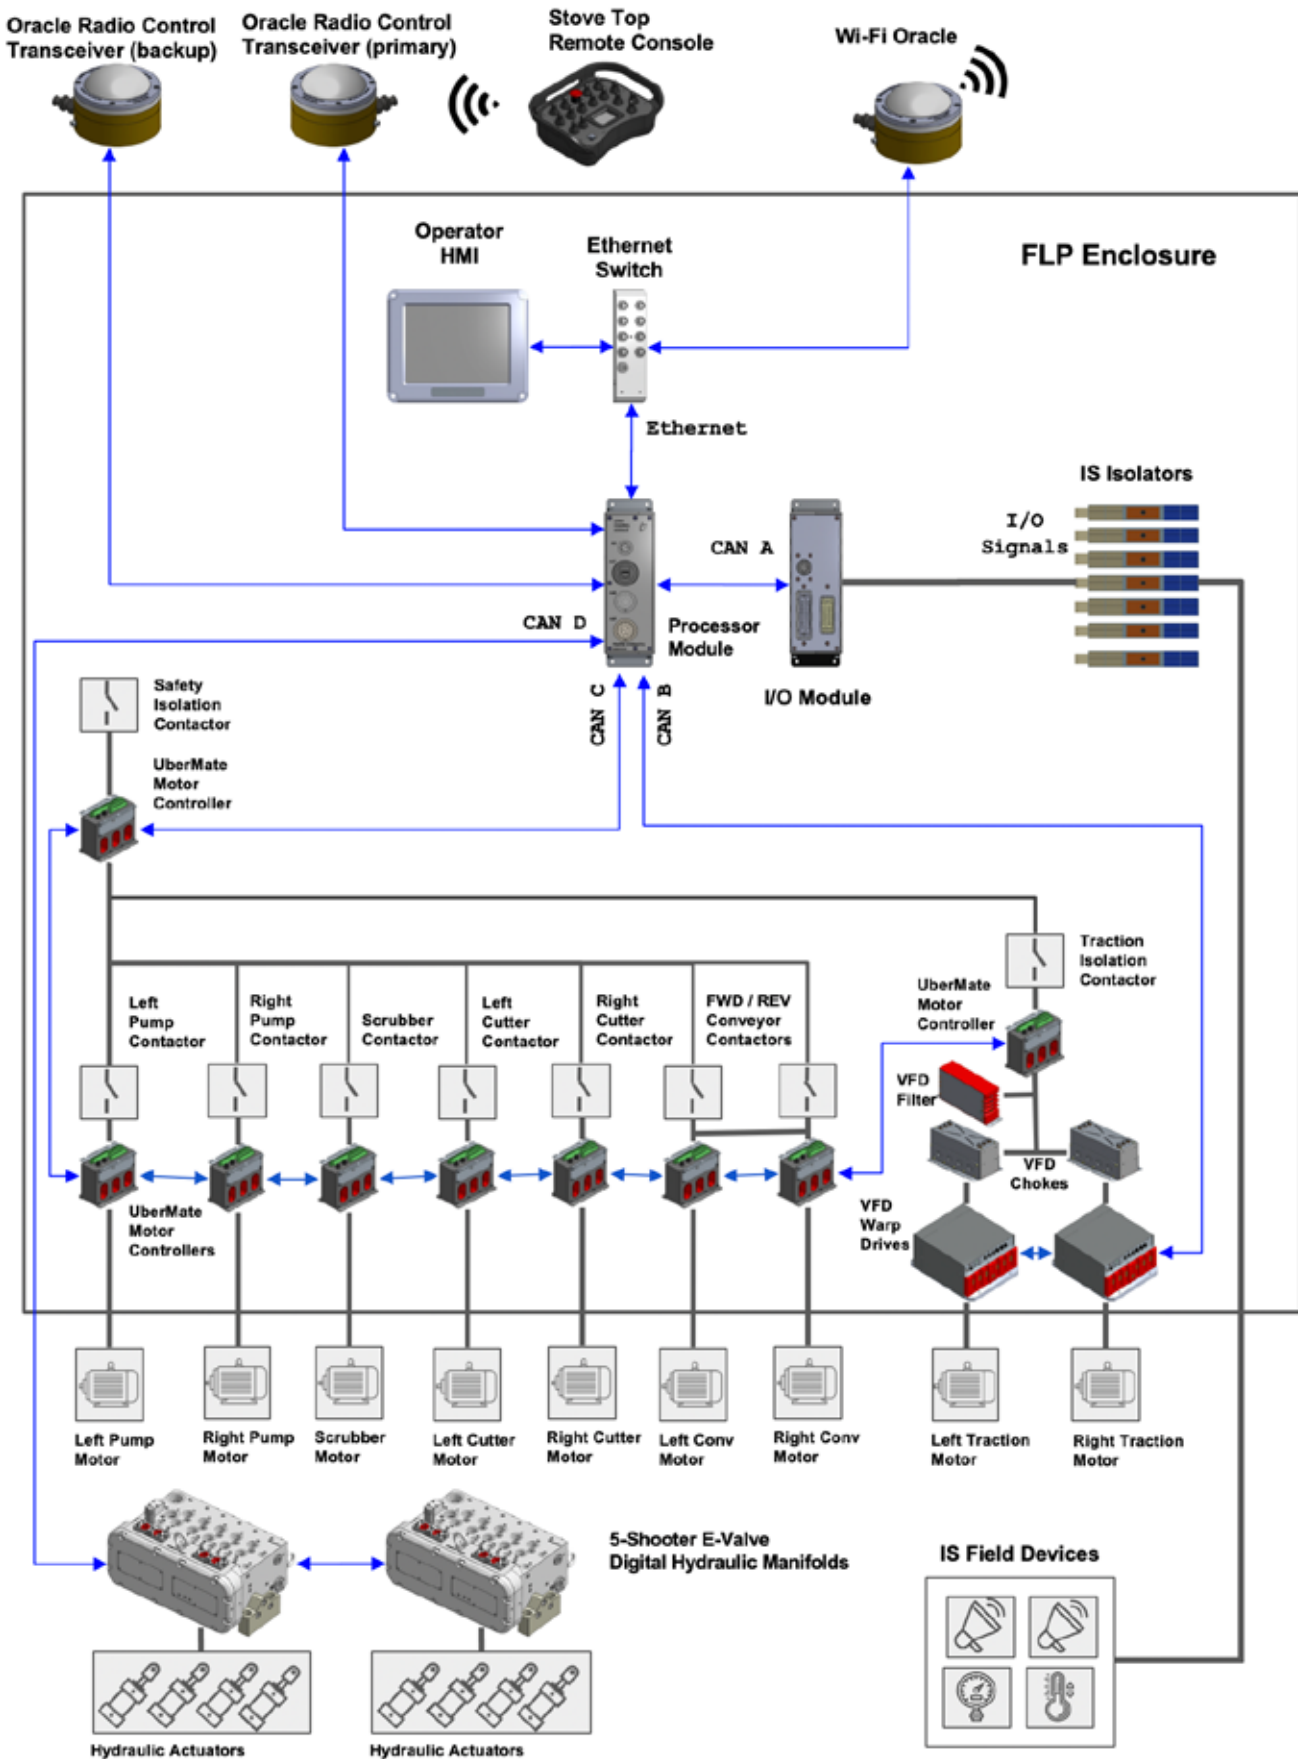 Oracle Radio Control
Transceiver (backup)
Oracle Radio Control
Transceiver (primary)
Stove Top
Remote Console
Wi-Fi Oracle
Operator
HMI
Ethernet
Switch
FLP Enclosure
Ethernet
IS Isolators
I/O
Signals
CAN A
CAN D
Processor
Module
I/O Module
CAN C
CAN B
Safety
Isolation
Contactor
UberMate
Motor
Controller
Traction
Isolation
Contactor
UberMate
Motor
Controller
Left
Pump
Contactor
Right
Pump
Contactor
Scrubber
Contactor
Left
Cutter
Contactor
Right
Cutter
Contactor
FWD / REV
Conveyor
Contactors
VFD
Filter
VFD
Chokes
UberMate
Motor
Controllers
VFD
Warp
Drives
Left Pump
Motor
Right Pump
Motor
Scrubber
Motor
Left Cutter
Motor
Right Cutter
Motor
Left Conv
Motor
Right Conv
Motor
Left Traction
Motor
Right Traction
Motor
5-Shooter E-Valve
Digital Hydraulic Manifolds
IS Field Devices
Hydraulic Actuators
Hydraulic Actuators